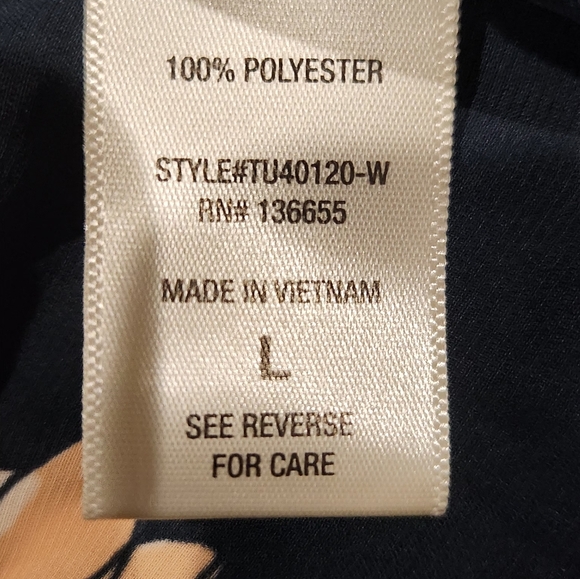 100% POLYESTER
STYLE#TU40120-W
RN# 136655
MADE IN VIETNAM
L
SEE REVERSE
FOR CARE